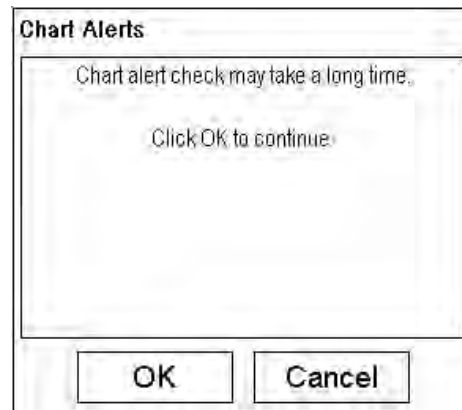 Chart Alerts
Chart alert check may take a long time.
Click OK to continue.
OK
Cancel